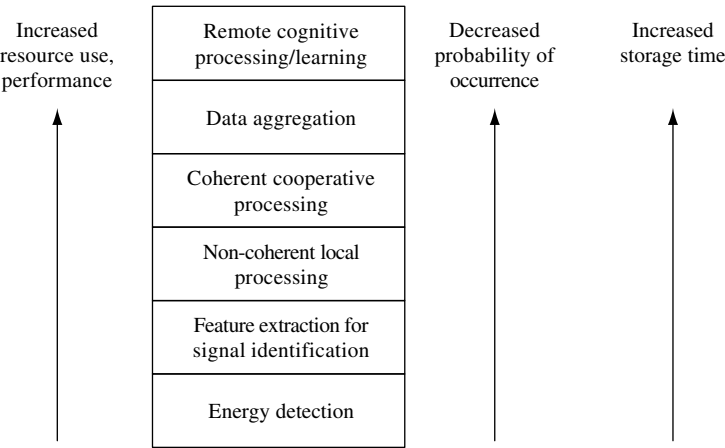 Increased
resource use,
performance
Remote cognitive
processing/learning
Decreased
probability of
occurrence
Increased
storage time
Data aggregation
Coherent cooperative
processing
Non-coherent local
processing
Feature extraction for
signal identification
Energy detection